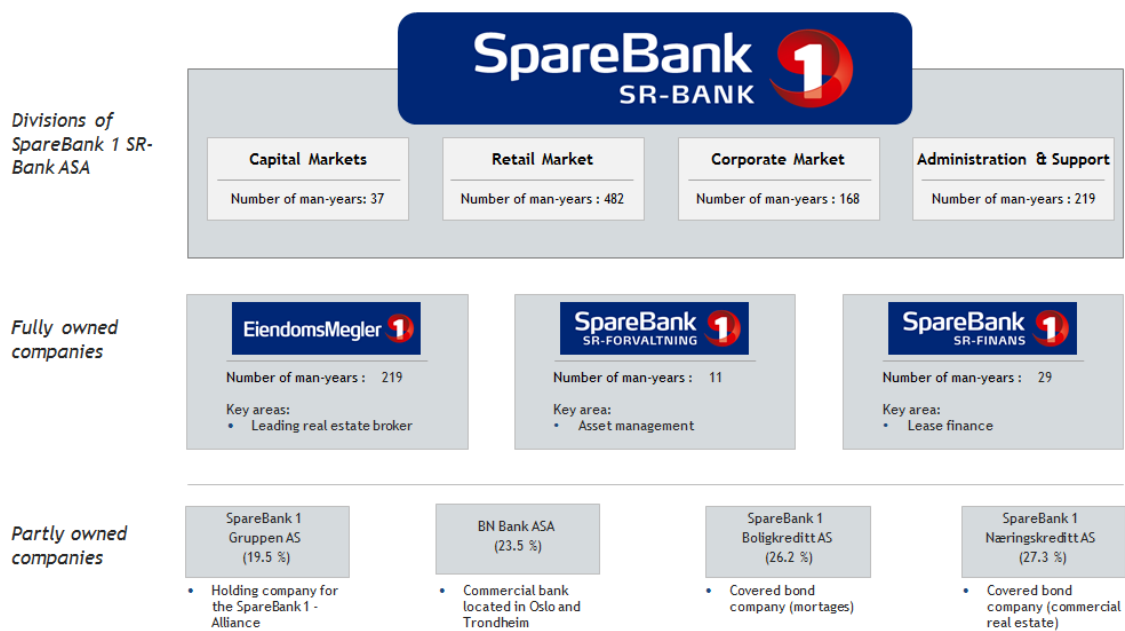 SpareBank 1
SR-BANK
Divisions of
SpareBank 1 SR-
Bank ASA
Capital Markets
Number of man-years: 37
Retail Market
Number of man-years : 482
Corporate Market
Number of man-years : 168
Administration & Support
Number of man-years : 219
Fully owned
companies
EiendomsMegler 1
Number of man-years : 219
Key areas:
• Leading real estate broker
SpareBank 1
SR-FORVALTNING
Number of man-years : 11
Key area:
• Asset management
SpareBank 1
SR-FINANS
Number of man-years : 29
Key area:
• Lease finance
Partly owned
companies
SpareBank 1
Gruppen AS
(19.5 %)
• Holding company for
the SpareBank 1 -
Alliance
BN Bank ASA
(23.5 %)
• Commercial bank
located in Oslo and
Trondheim
SpareBank 1
Boligkreditt AS
(26.2 %)
• Covered bond
company (mortages)
SpareBank 1
Næringskreditt AS
(27.3 %)
• Covered bond
company (commercial
real estate)